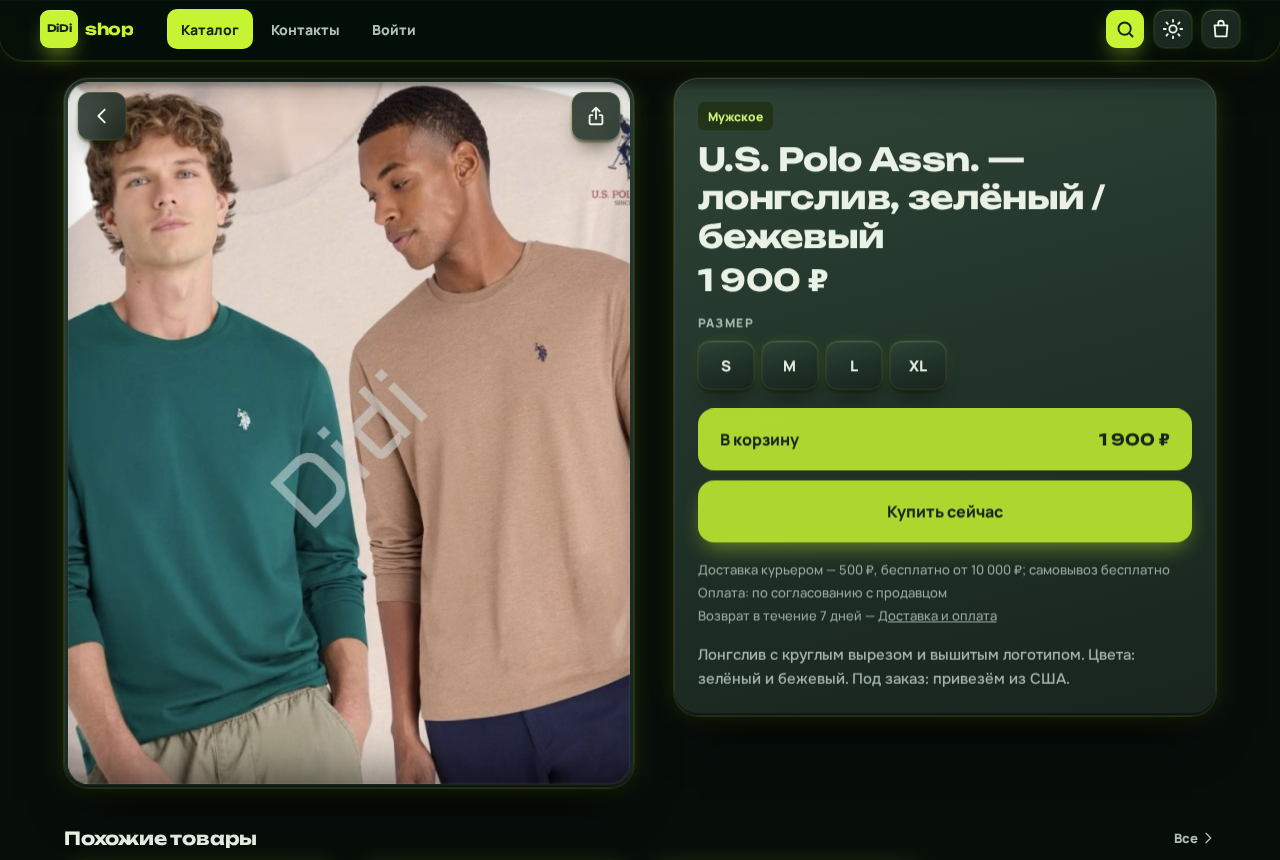 DiDi shop
Каталог
Контакты
Войти
U.S. POL
SINC
Didi
Мужское
U.S. Polo Assn. —
лонгслив, зелёный /
бежевый
1 900 ₽
РАЗМЕР
S M L XL
В корзину 1 900 ₽
Купить сейчас
Доставка курьером — 500 ₽, бесплатно от 10 000 ₽; самовывоз бесплатно
Оплата: по согласованию с продавцом
Возврат в течение 7 дней — Доставка и оплата
Лонгслив с круглым вырезом и вышитым логотипом. Цвета:
зелёный и бежевый. Под заказ: привезём из США.
Похожие товары
Все